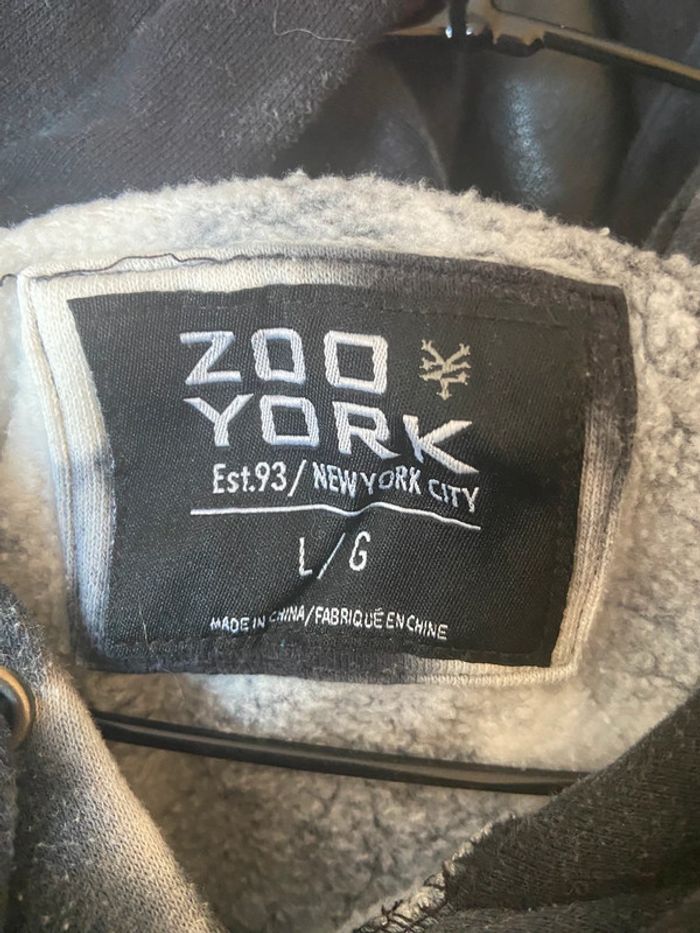 ZOO
YORK
Est.93/ NEW YORK CITY
L/G
MADE IN CHINA/FABRIQUÉ EN CHINE